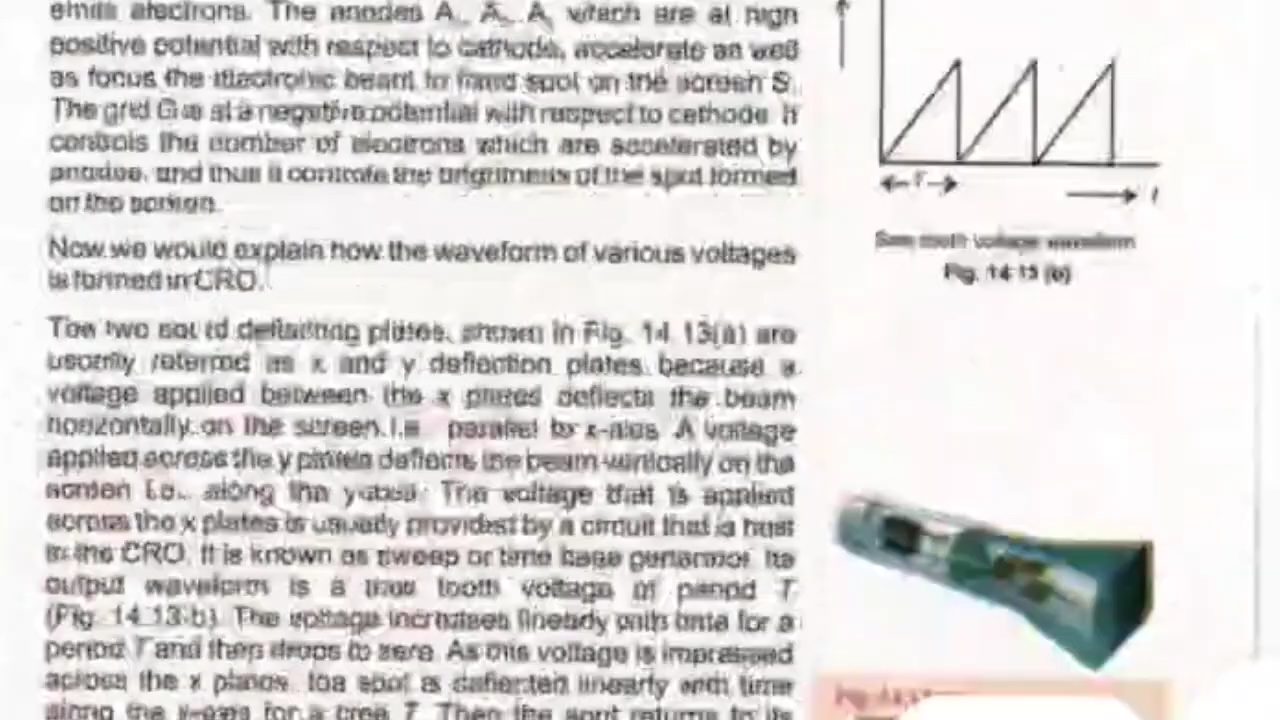 emits electrons. The anodes A, A, A, which are at high
positive potential with respect to cathode, accelerate as well
as focus the electronic beam to fixed spot on the screen S.
The grid G is at a negative potential with respect to cathode. It
controls the number of electrons which are accelerated by
anodes, and thus it controls the brightness of the spot formed
on the screen.
Now we would explain how the waveform of various voltages
is formed in CRO.
The two set of deflecting plates, shown in Fig. 14.13(a) are
usually referred as x and y deflection plates because a
voltage applied between the x plates deflects the beam
horizontally on the screen i.e. parallel to x-axis. A voltage
applied across the y plates deflects the beam vertically on the
screen i.e., along the y-axis. The voltage that is applied
across the x plates is usually provided by a circuit that is built
in the CRO. It is known as sweep or time base generator. Its
output waveform is a saw tooth voltage of period T
(Fig. 14.13-b). The voltage increases linearly with time for a
period T and then drops to zero. As this voltage is impressed
across the x plates, the spot is deflected linearly with time
along the x-axis for a time T. Then the spot returns to its
T
t
Saw tooth voltage waveform
Fig. 14.13 (b)